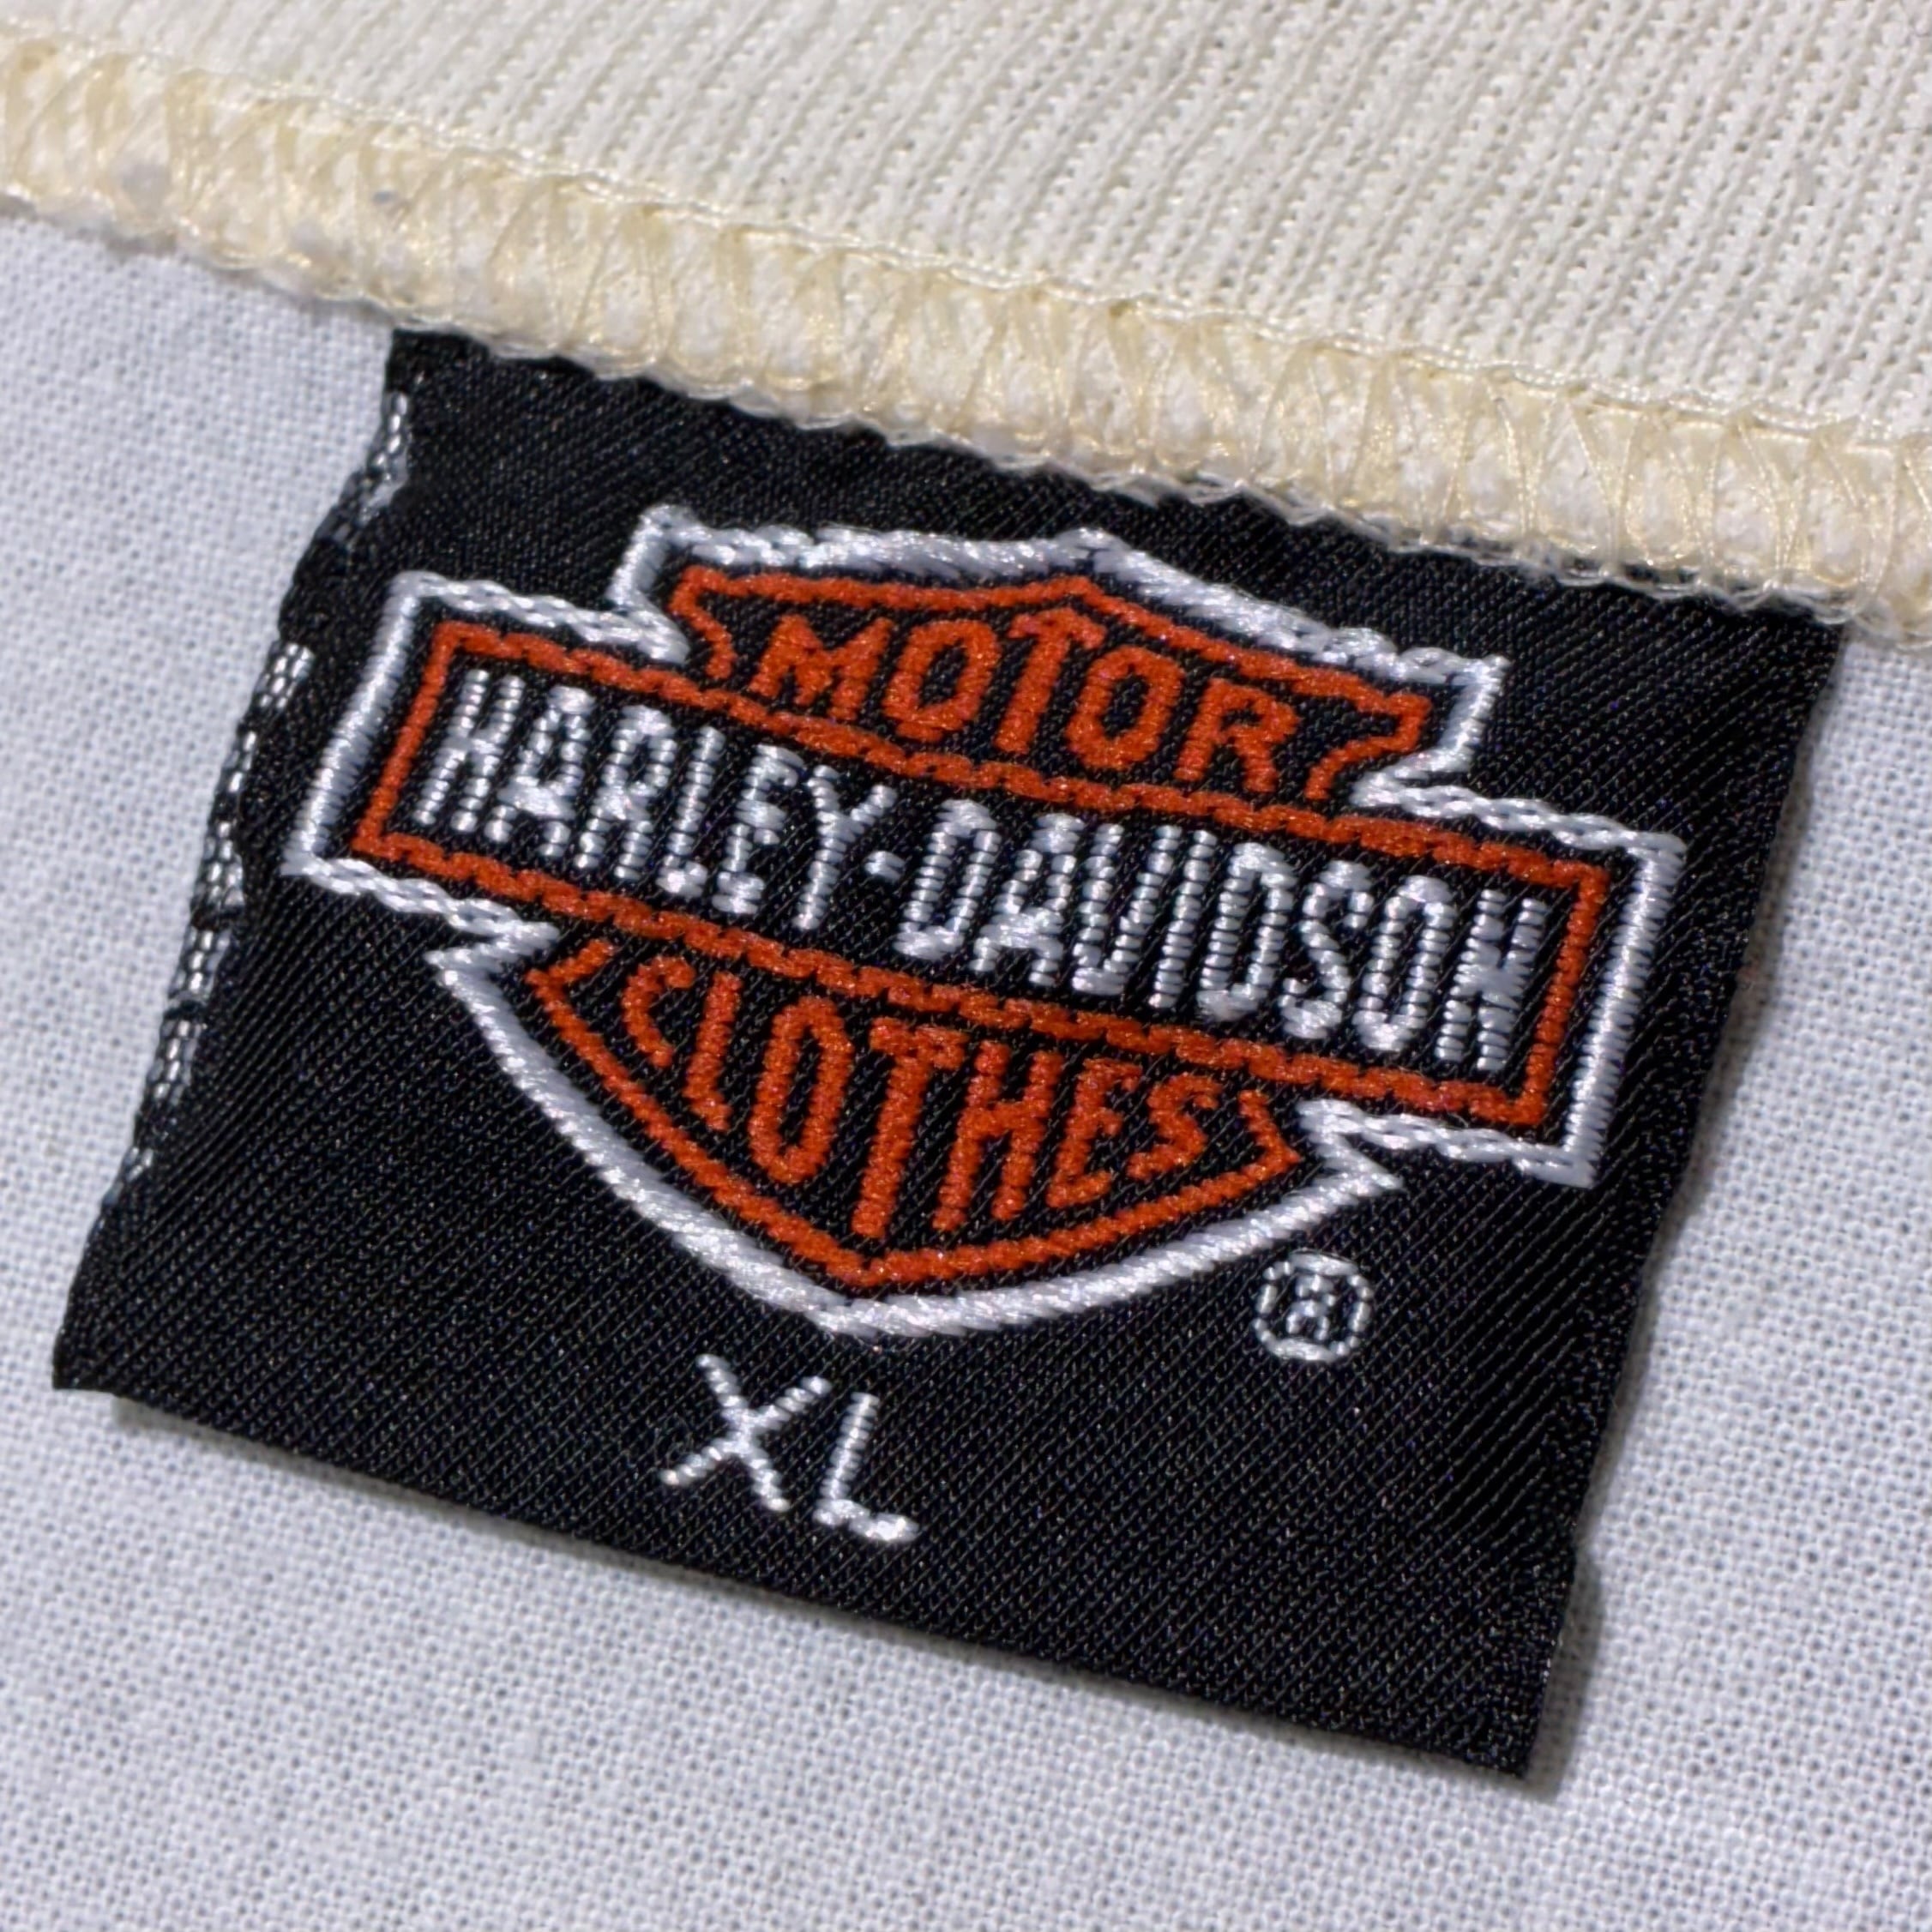 MOTOR
HARLEY-DAVIDSON
CLOTHES
®
XL